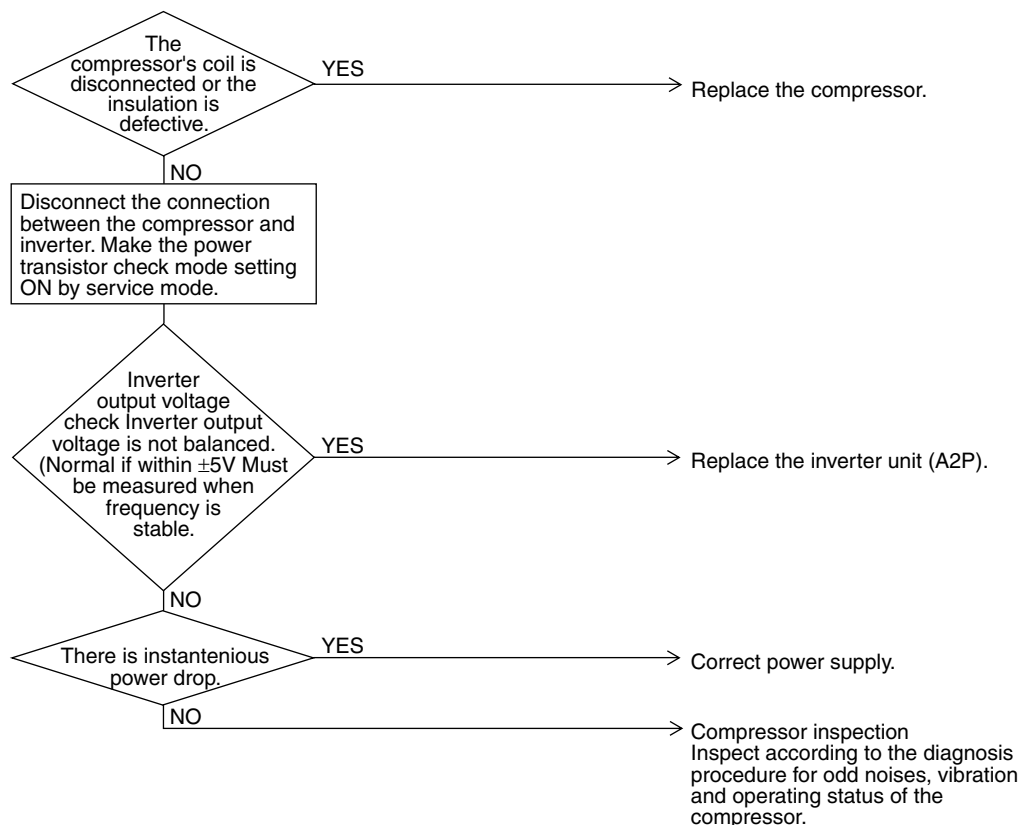 The
compressor's coil is
disconnected or the
insulation is
defective.
YES
Replace the compressor.
NO
Disconnect the connection
between the compressor and
inverter. Make the power
transistor check mode setting
ON by service mode.
Inverter
output voltage
check Inverter output
voltage is not balanced.
(Normal if within ±5V Must
be measured when
frequency is
stable.
YES
Replace the inverter unit (A2P).
NO
There is instantenious
power drop.
YES
Correct power supply.
NO
Compressor inspection
Inspect according to the diagnosis
procedure for odd noises, vibration
and operating status of the
compressor.